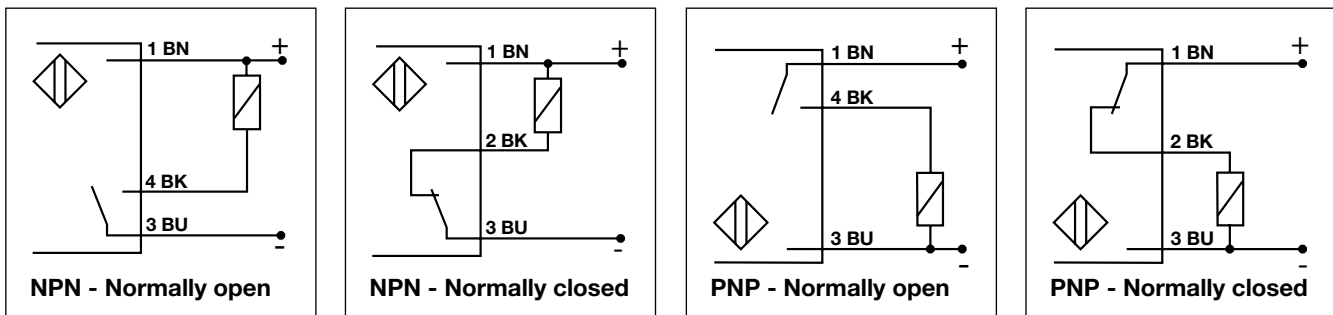 1 BN
+
4 BK
3 BU
-
NPN - Normally open
1 BN
+
2 BK
3 BU
-
NPN - Normally closed
1 BN
+
4 BK
3 BU
-
PNP - Normally open
1 BN
+
2 BK
3 BU
-
PNP - Normally closed